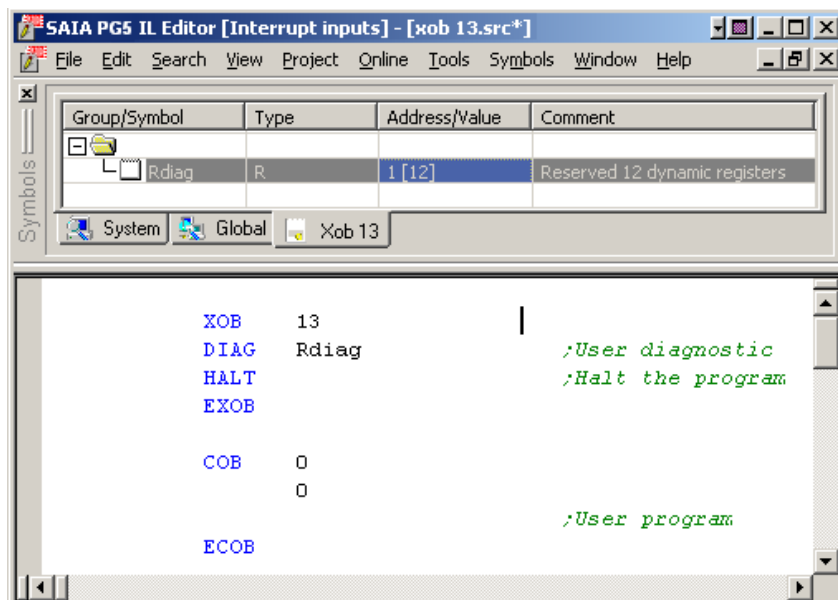 SAIA PG5 IL Editor [Interrupt inputs] - [xob 13.src*]
File Edit Search View Project Online Tools Symbols Window Help
Symbols
Group/Symbol Type Address/Value Comment
Rdiag R 1 [12] Reserved 12 dynamic registers
System Global Xob 13
XOB 13
DIAG Rdiag ;User diagnostic
HALT ;Halt the program
EXOB
COB 0
0
;User program
ECOB